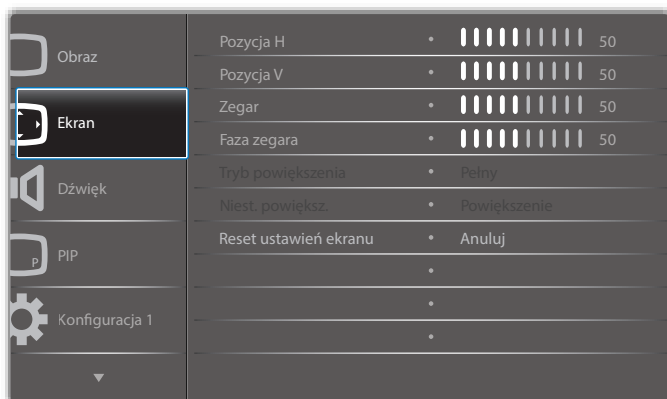 Obraz
Ekran
Dźwięk
P
PIP
Konfiguracja 1
Pozycja H • 50
Pozycja V • 50
Zegar • 50
Faza zegara • 50
Tryb powiększenia • Pełny
Niest. powiększ. • Powiększenie
Reset ustawień ekranu • Anuluj